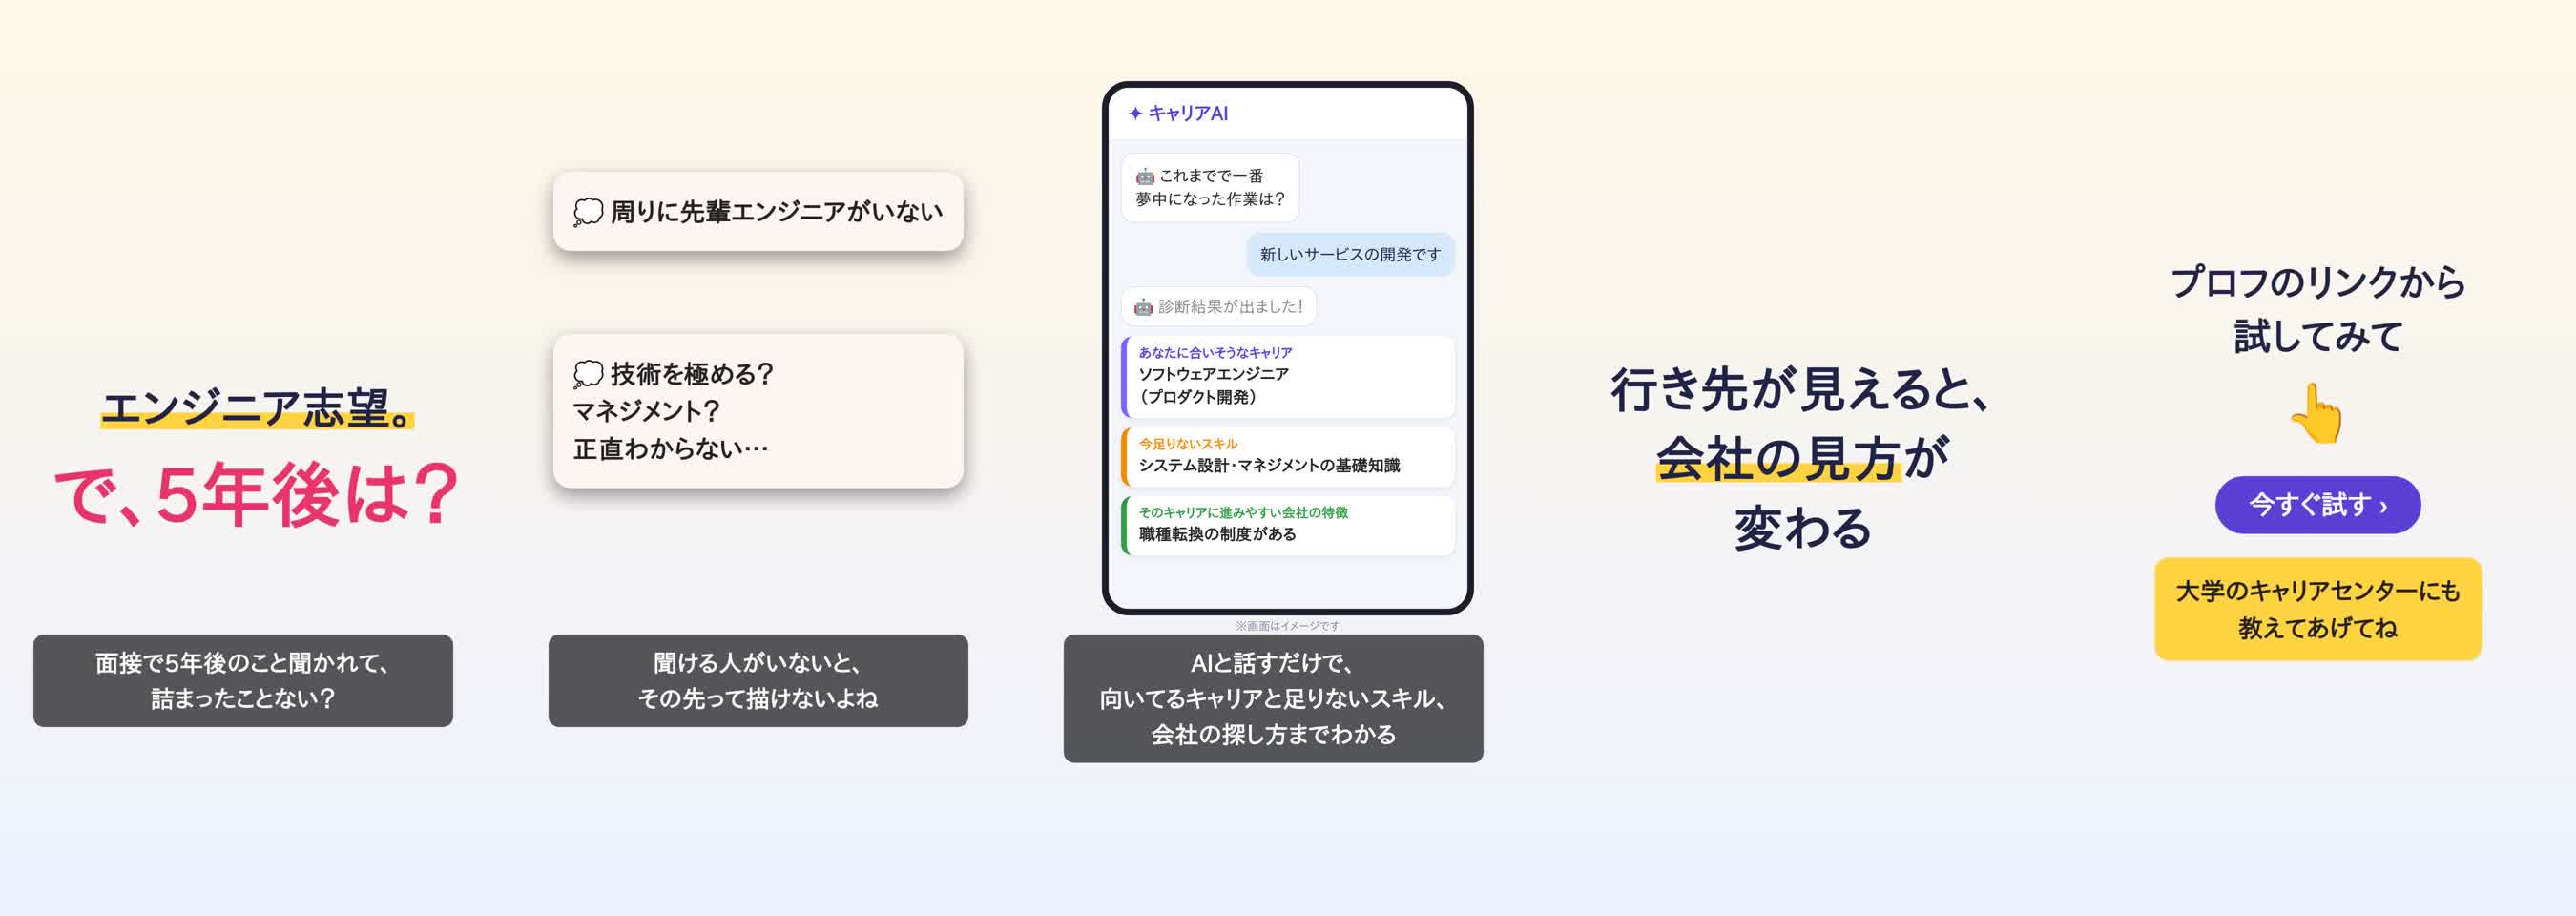 エンジニア志望。
で、5年後は？
面接で5年後のこと聞かれて、
詰まったことない？
💭 周りに先輩エンジニアがいない
💭 技術を極める？
マネジメント？
正直わからない…
聞ける人がいないと、
その先って描けないよね
✦ キャリアAI
🤖 これまでで一番
夢中になった作業は？
新しいサービスの開発です
🤖 診断結果が出ました！
あなたに合いそうなキャリア
ソフトウェアエンジニア
（プロダクト開発）
今足りないスキル
システム設計・マネジメントの基礎知識
そのキャリアに進みやすい会社の特徴
職種転換の制度がある
※画面はイメージです
AIと話すだけで、
向いてるキャリアと足りないスキル、
会社の探し方までわかる
行き先が見えると、
会社の見方が
変わる
プロフのリンクから
試してみて
👆
今すぐ試す ›
大学のキャリアセンターにも
教えてあげてね